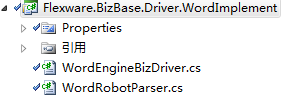 Flexware.BizBase.Driver.WordImplement
Properties
引用
WordEngineBizDriver.cs
WordRobotParser.cs